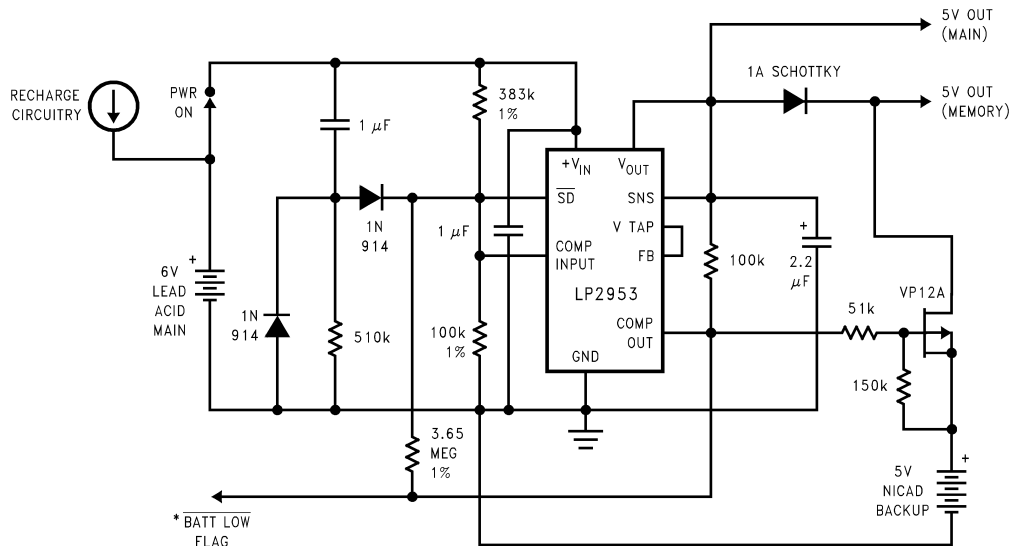 5V OUT
(MAIN)
1A SCHOTTKY
5V OUT
(MEMORY)
RECHARGE
CIRCUITRY
PWR
ON
383k
1%
1 μF
+VIN
VOUT
SD
SNS
1N
914
1 μF
V TAP
COMP
INPUT
FB
100k
+
2.2
μF
LP2953
+
6V
LEAD
ACID
MAIN
1N
914
510k
100k
1%
COMP
OUT
GND
51k
VP12A
150k
3.65
MEG
1%
+
5V
NICAD
BACKUP
* BATT LOW
FLAG